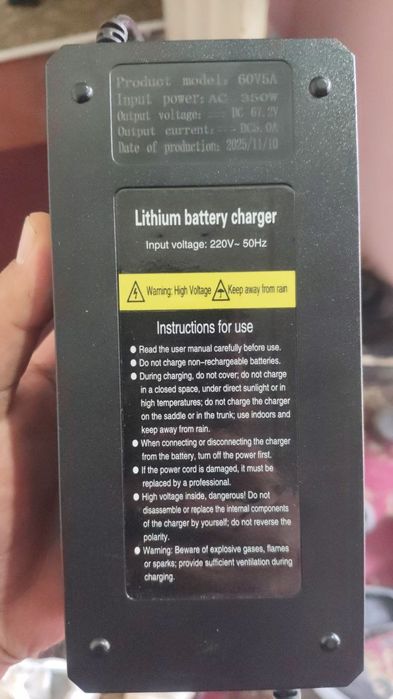 Product model: 60V5A
Input power: AC 350W
Output voltage: --- DC 67.2V
Output current: --- DC5.0A
Date of production: 2025/11/10
Lithium battery charger
Input voltage: 220V~ 50Hz
Warning: High Voltage Keep away from rain
Instructions for use
● Read the user manual carefully before use.
● Do not charge non-rechargeable batteries.
● During charging, do not cover; do not charge
in a closed space, under direct sunlight or in
high temperatures; do not charge the charger
on the saddle or in the trunk; use indoors and
keep away from rain.
● When connecting or disconnecting the charger
from the battery, turn off the power first.
● If the power cord is damaged, it must be
replaced by a professional.
● High voltage inside, dangerous! Do not
disassemble or replace the internal components
of the charger by yourself; do not reverse the
polarity.
● Warning: Beware of explosive gases, flames
or sparks; provide sufficient ventilation during
charging.